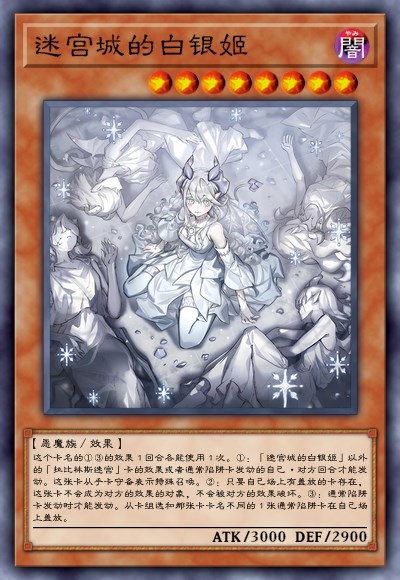 迷宫城的白银姬
やみ
闇
【恶魔族/效果】
这个卡名的①③的效果1回合各能使用1次。①:「迷宫城的白银姬」以外
的「拉比林斯迷宫」卡的效果或者通常陷阱卡发动的自己·对方回合才能发
动。这张卡从手卡守备表示特殊召唤。②:只要自己场上有盖放的卡存在,
这张卡不会成为对方的效果的对象,不会被对方的效果破坏。③:通常陷阱
卡发动时才能发动。从卡组选和那张卡卡名不同的1张通常陷阱卡在自己场
上盖放。
ATK/3000 DEF/2900